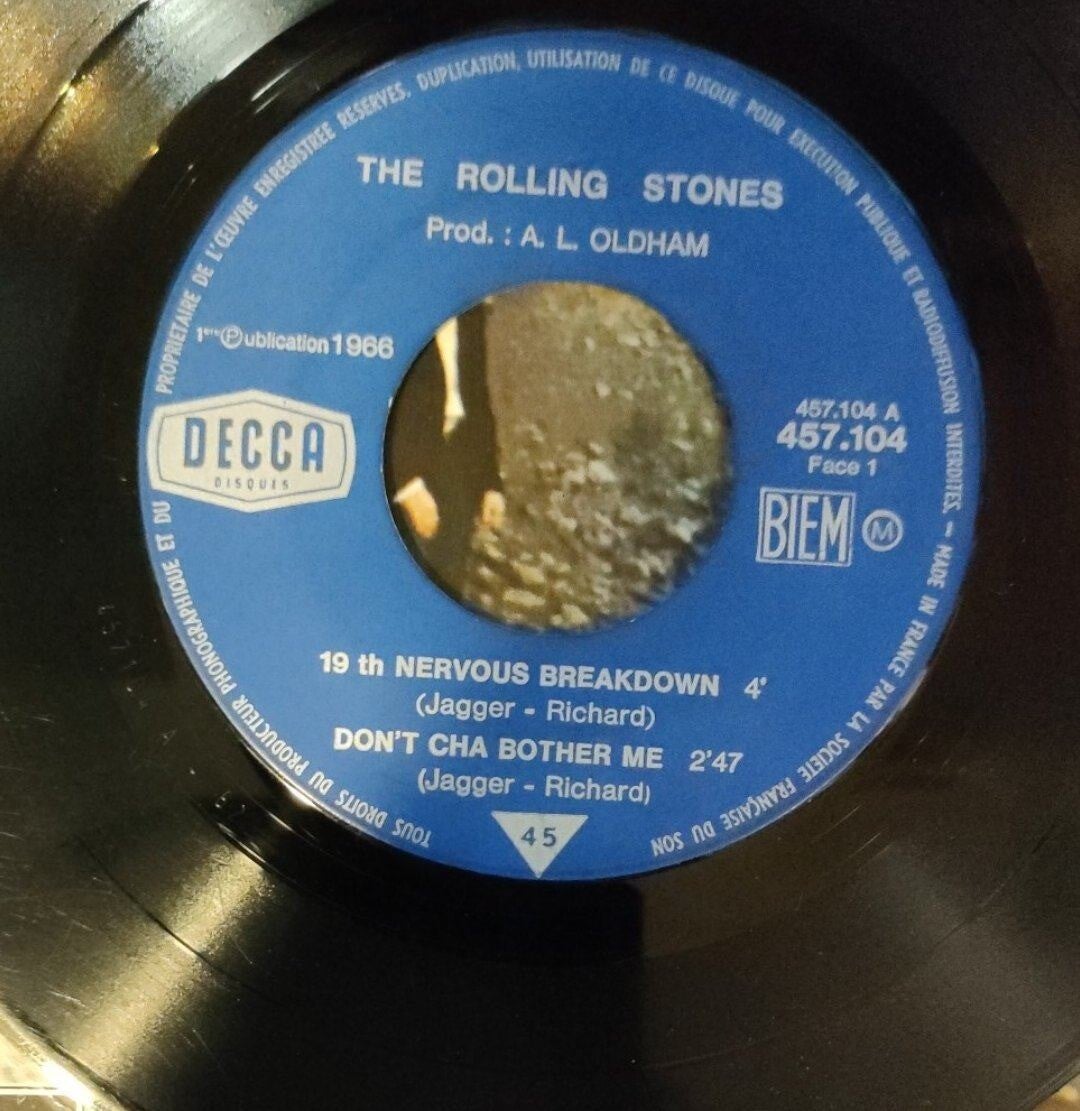 THE ROLLING STONES
Prod. : A. L. OLDHAM
1ère Ⓟublication 1966
DECCA
DISQUES
457.104 A
457.104
Face 1
BIEM Ⓜ
19 th NERVOUS BREAKDOWN 4'
(Jagger - Richard)
DON'T CHA BOTHER ME 2'47
(Jagger - Richard)
45
TOUS DROITS DU PRODUCTEUR PHONOGRAPHIQUE ET DU PROPRIETAIRE DE L'ŒUVRE ENREGISTREE RESERVES. DUPLICATION, UTILISATION DE CE DISQUE POUR EXECUTION PUBLIQUE ET RADIODIFFUSION INTERDITES. - MADE IN FRANCE PAR LA SOCIETE FRANÇAISE DU SON